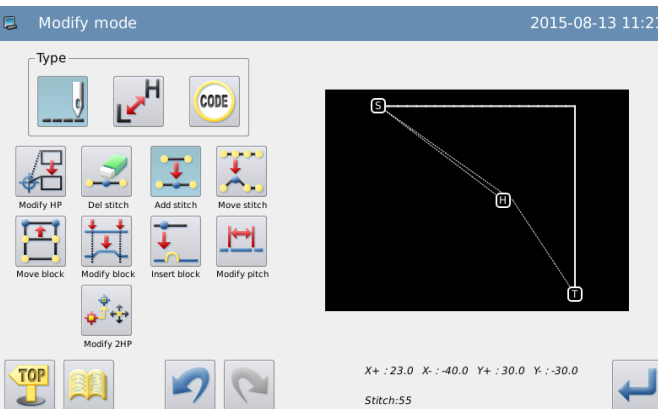 Modify mode
2015-08-13 11:21
Type
L H
CODE
Modify HP
Del stitch
Add stitch
Move stitch
Move block
Modify block
Insert block
Modify pitch
Modify 2HP
S
H
T
TOP
X+ : 23.0 X- : -40.0 Y+ : 30.0 Y- : -30.0
Stitch:55